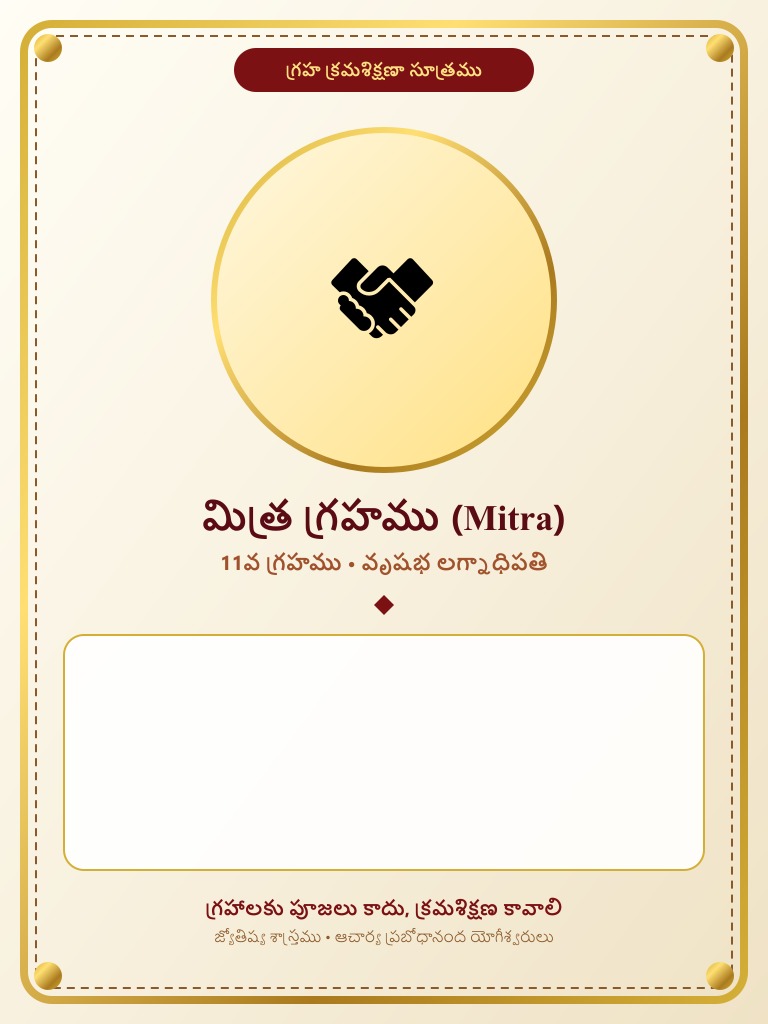 గ్రహ క్రమశిక్షణా సూత్రము
మిత్ర గ్రహము (Mitra)
11వ గ్రహము • వృషభ లగ్నాధిపతి
గ్రహాలకు పూజలు కాదు, క్రమశిక్షణ కావాలి
జ్యోతిష్య శాస్త్రము • ఆచార్య ప్రబోధానంద యోగీశ్వరులు